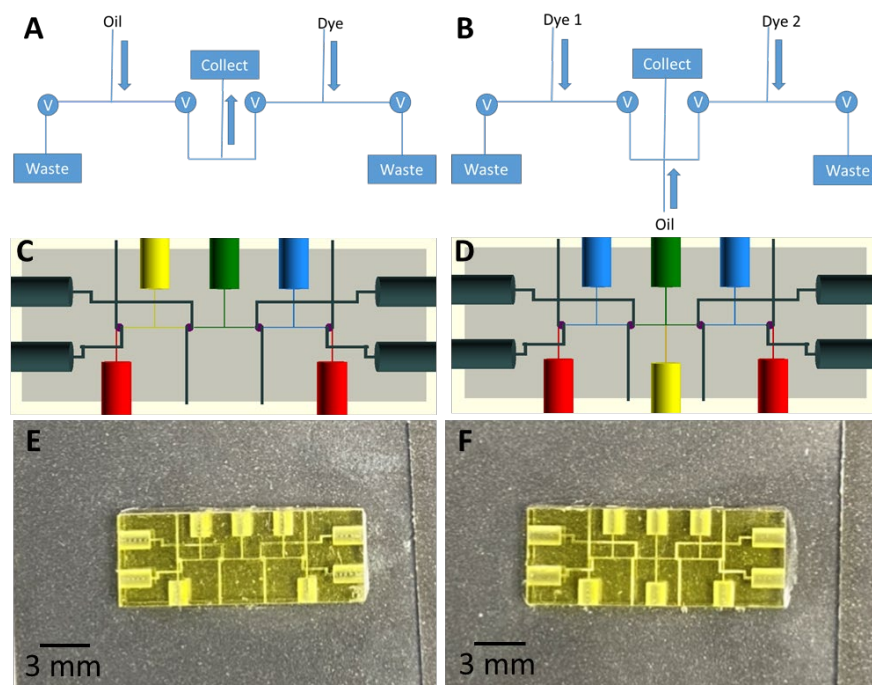 A
Oil
Dye
Collect
V
V
V
V
Waste
Waste
B
Dye 1
Dye 2
Collect
V
V
V
V
Waste
Waste
Oil
C
D
E
3 mm
F
3 mm